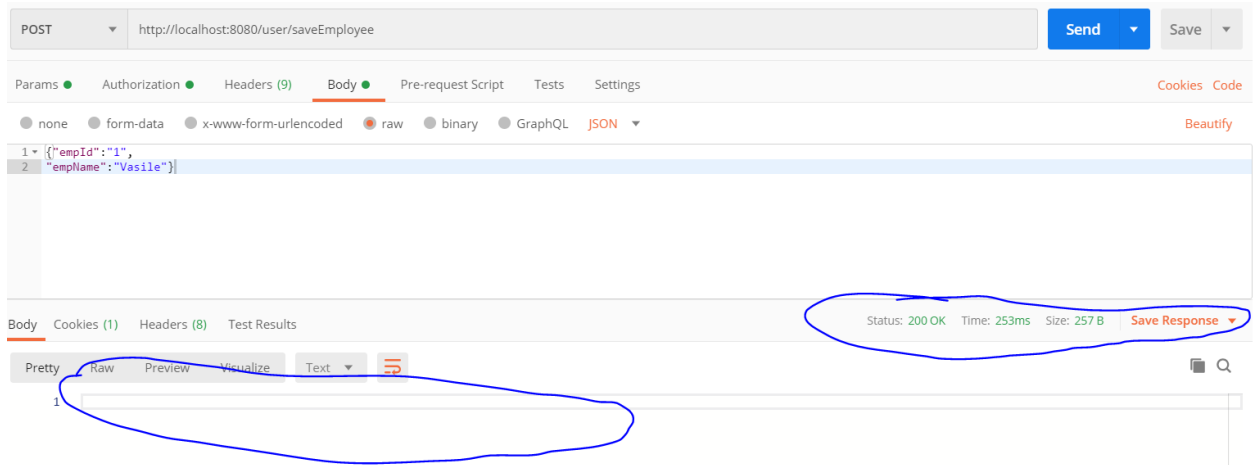 POST http://localhost:8080/user/saveEmployee Send Save
Params Authorization Headers (9) Body Pre-request Script Tests Settings Cookies Code
none form-data x-www-form-urlencoded raw binary GraphQL JSON Beautify
1 {"empId":"1",
2 "empName":"Vasile"}
Body Cookies (1) Headers (8) Test Results Status: 200 OK Time: 253ms Size: 257 B Save Response
Pretty Raw Preview Visualize Text
1